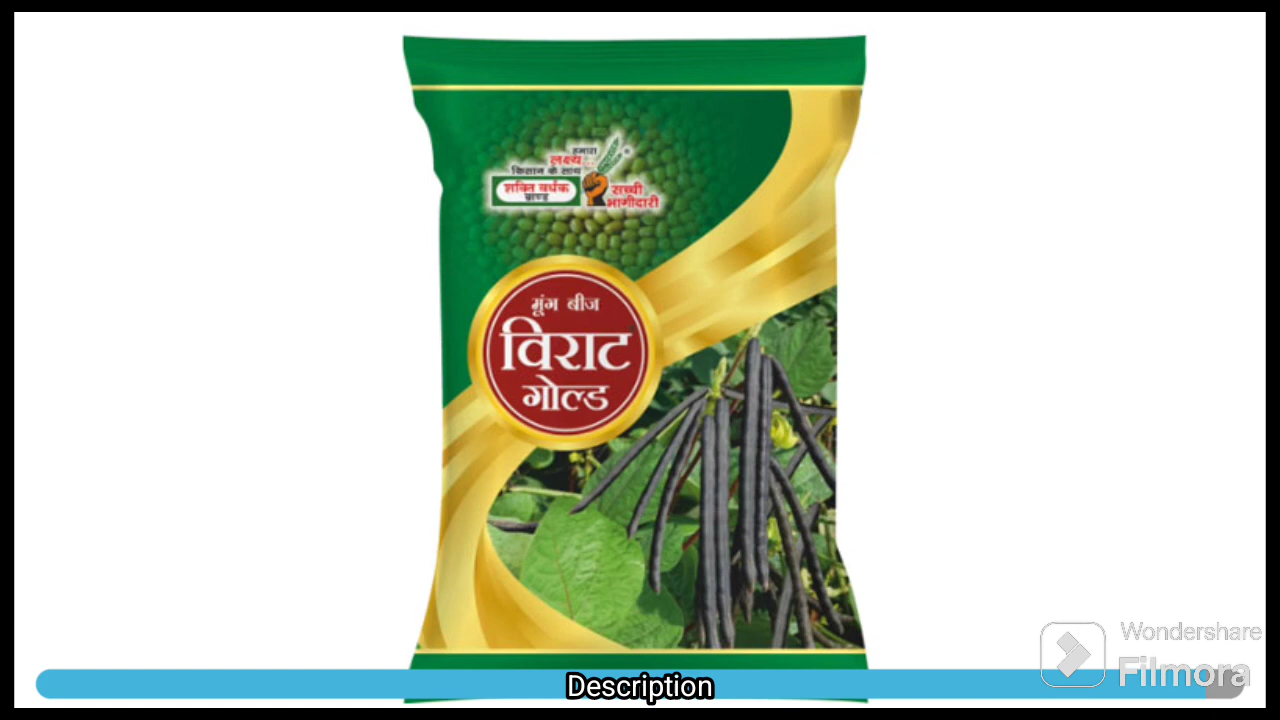 हमारा
लक्ष्य
किसान के साथ
शक्ति वर्धक
ब्राण्ड
सच्ची
भागीदारी
मूंग बीज
विराट
गोल्ड
Description
Wondershare
Filmora